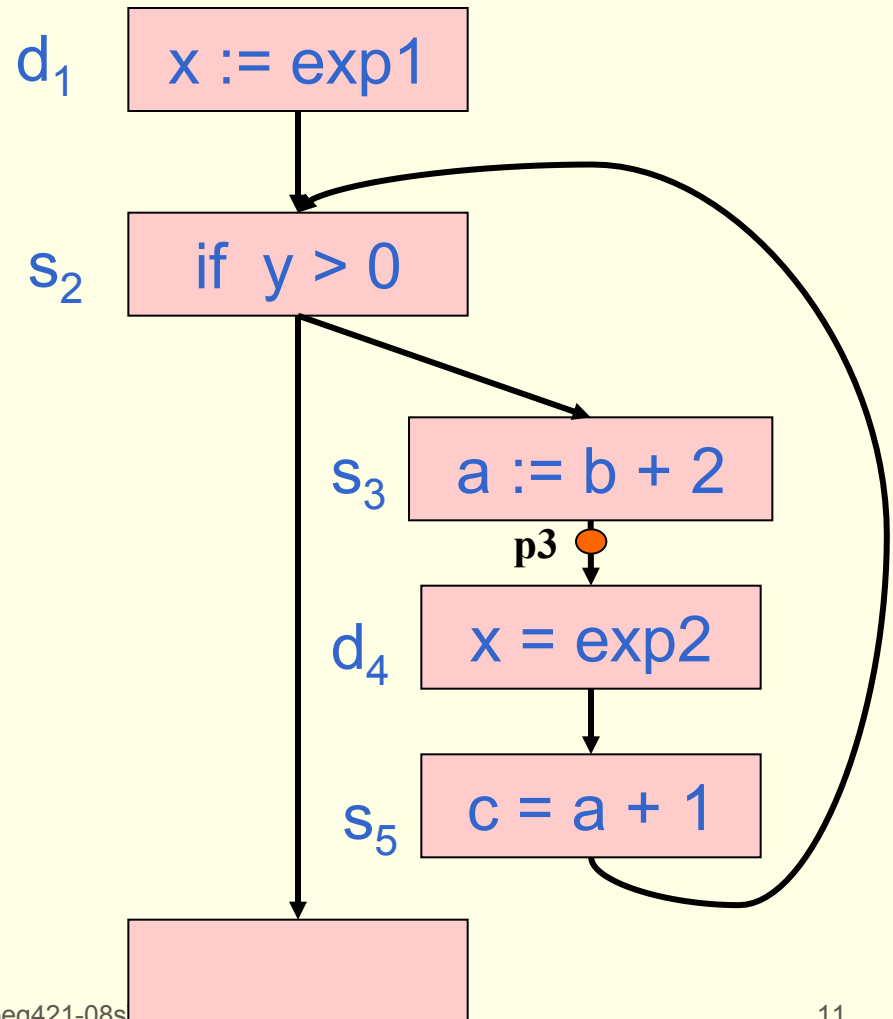 d₁ x := exp1
s₂ if y > 0
s₃ a := b + 2
p3
d₄ x = exp2
s₅ c = a + 1
11